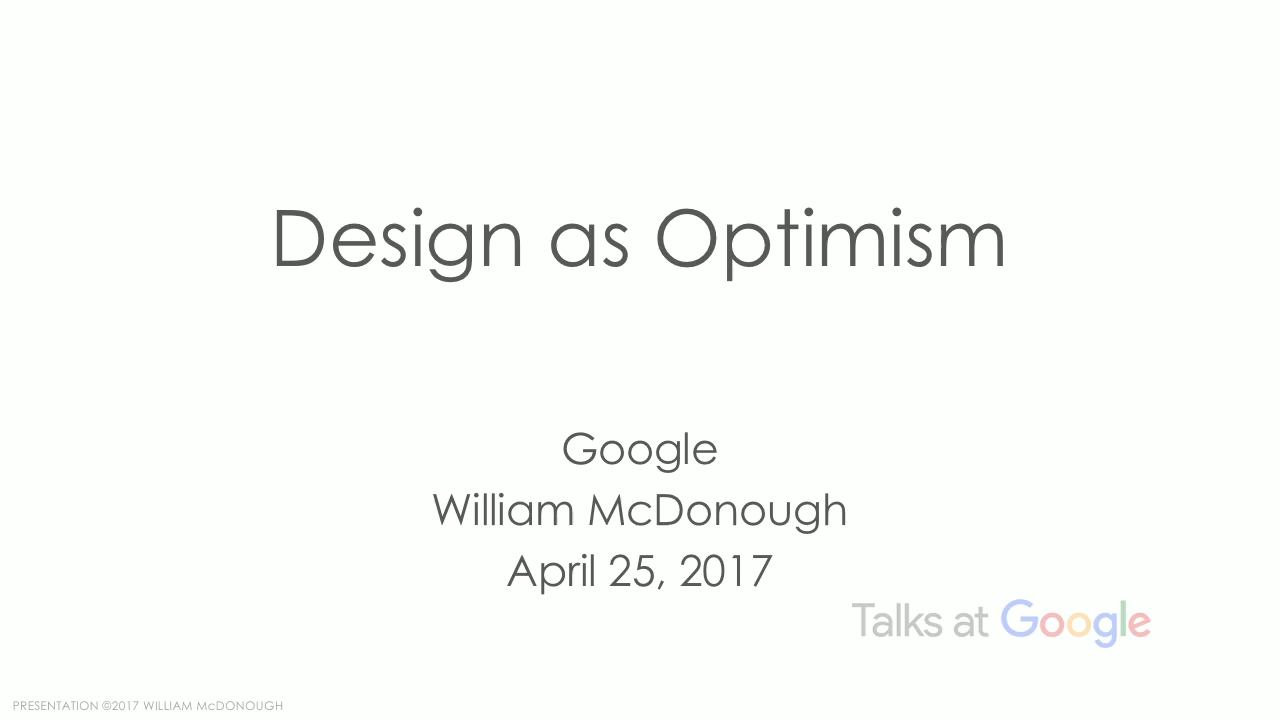 Design as Optimism
Google
William McDonough
April 25, 2017
Talks at Google
PRESENTATION ©2017 WILLIAM McDONOUGH